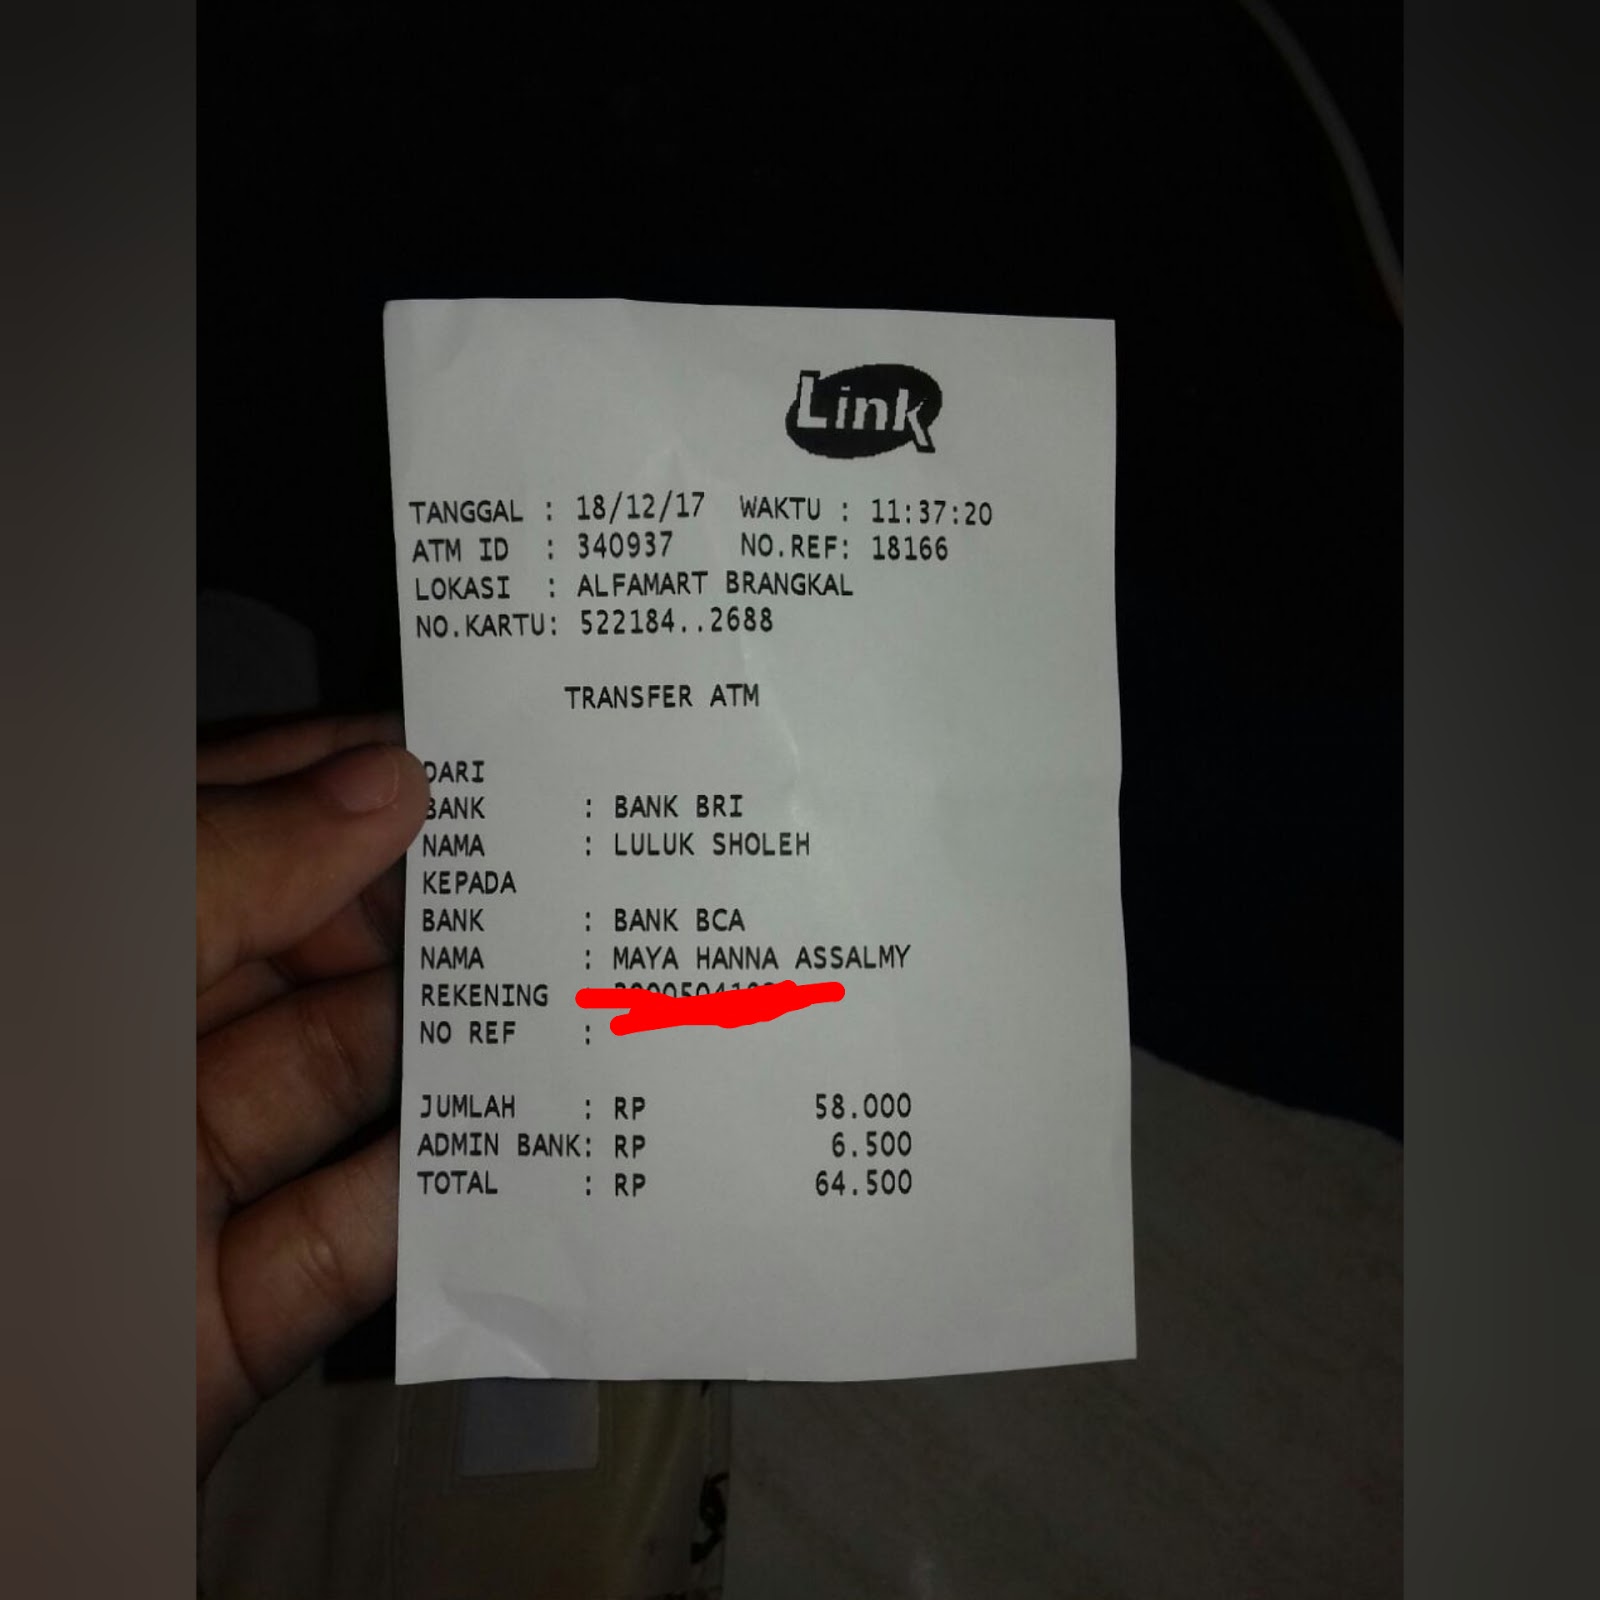 Link
TANGGAL : 18/12/17 WAKTU : 11:37:20
ATM ID : 340937 NO.REF: 18166
LOKASI : ALFAMART BRANGKAL
NO.KARTU: 522184..2688
TRANSFER ATM
DARI
BANK : BANK BRI
NAMA : LULUK SHOLEH
KEPADA
BANK : BANK BCA
NAMA : MAYA HANNA ASSALMY
REKENING
NO REF :
JUMLAH : RP 58.000
ADMIN BANK: RP 6.500
TOTAL : RP 64.500